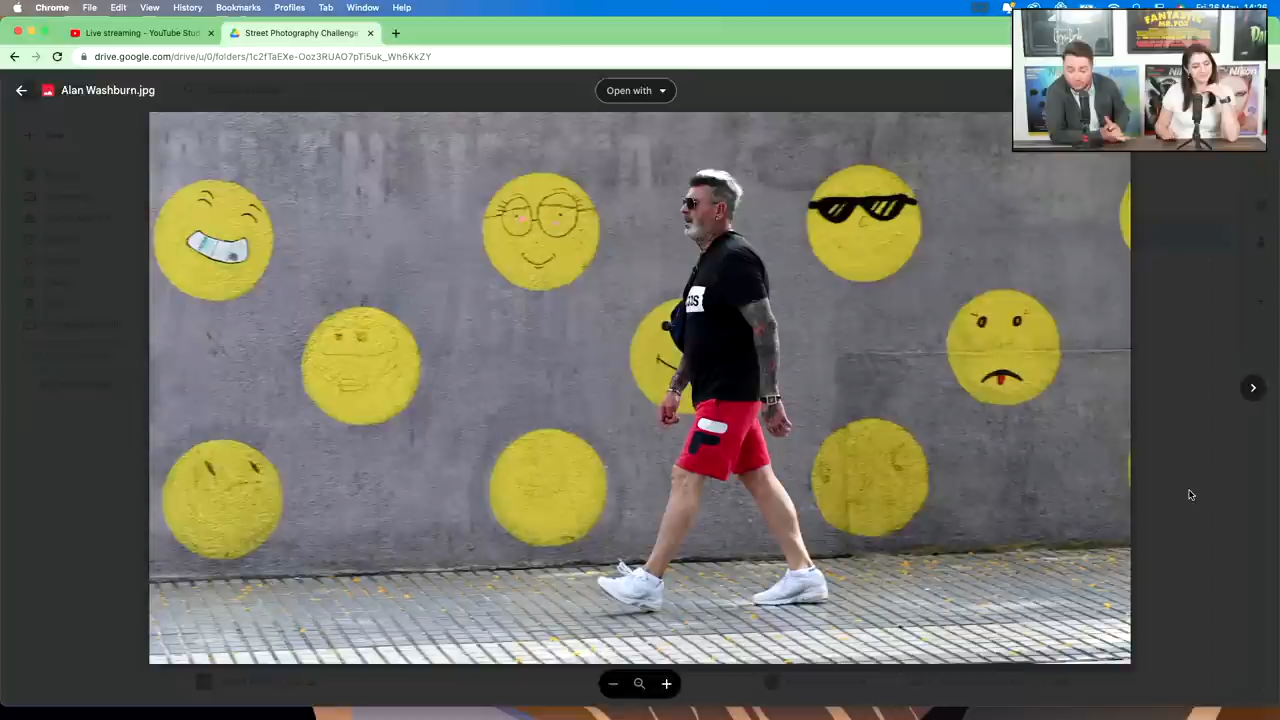 Chrome File Edit View History Bookmarks Profiles Tab Window Help
Live streaming - YouTube Stud
Street Photography Challenge
drive.google.com/drive/u/0/folders/1c2fTaEXe-Ooz3RUAO7pTi5uk_Wh6KkZY
Alan Washburn.jpg
Open with
FANTASTIC
MR. FOX
Nikon
Nikon